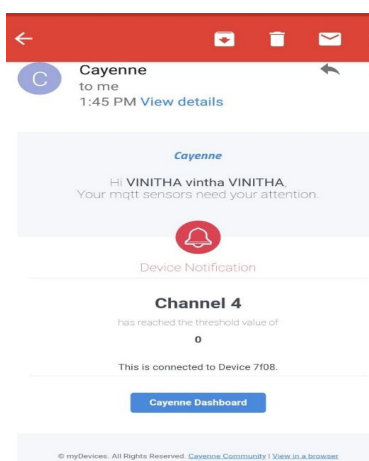 Cayenne
to me
1:45 PM View details
C
Cayenne
Hi VINITHA vintha VINITHA,
Your mqtt sensors need your attention.
Device Notification
Channel 4
has reached the threshold value of
0
This is connected to Device 7f08.
Cayenne Dashboard
© myDevices. All Rights Reserved. Cayenne Community | View in a browser